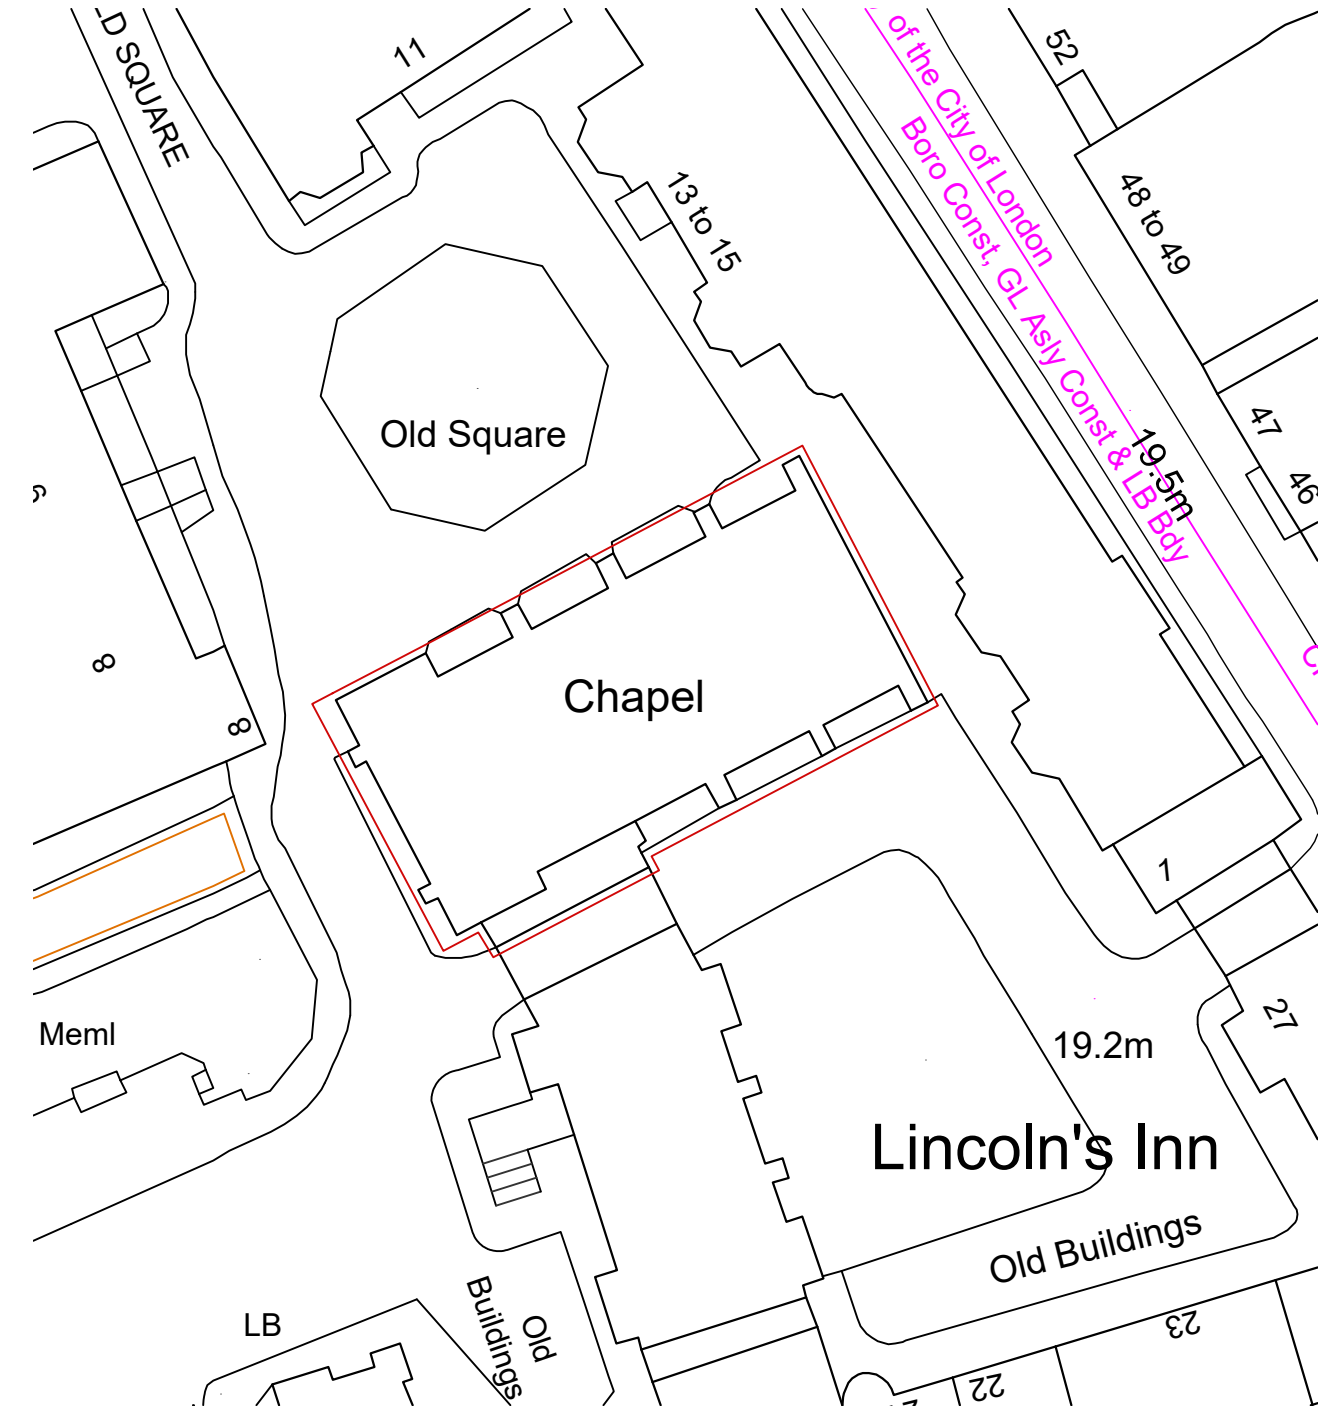 LD SQUARE
11
52
of the City of London
Boro Const, GL Asly Const & LB Bdy
13 to 15
48 to 49
47
46
19.5m
Old Square
8
8
Chapel
1
27
Meml
19.2m
Lincoln's Inn
Old Buildings
LB
Old
Buildings
23
22